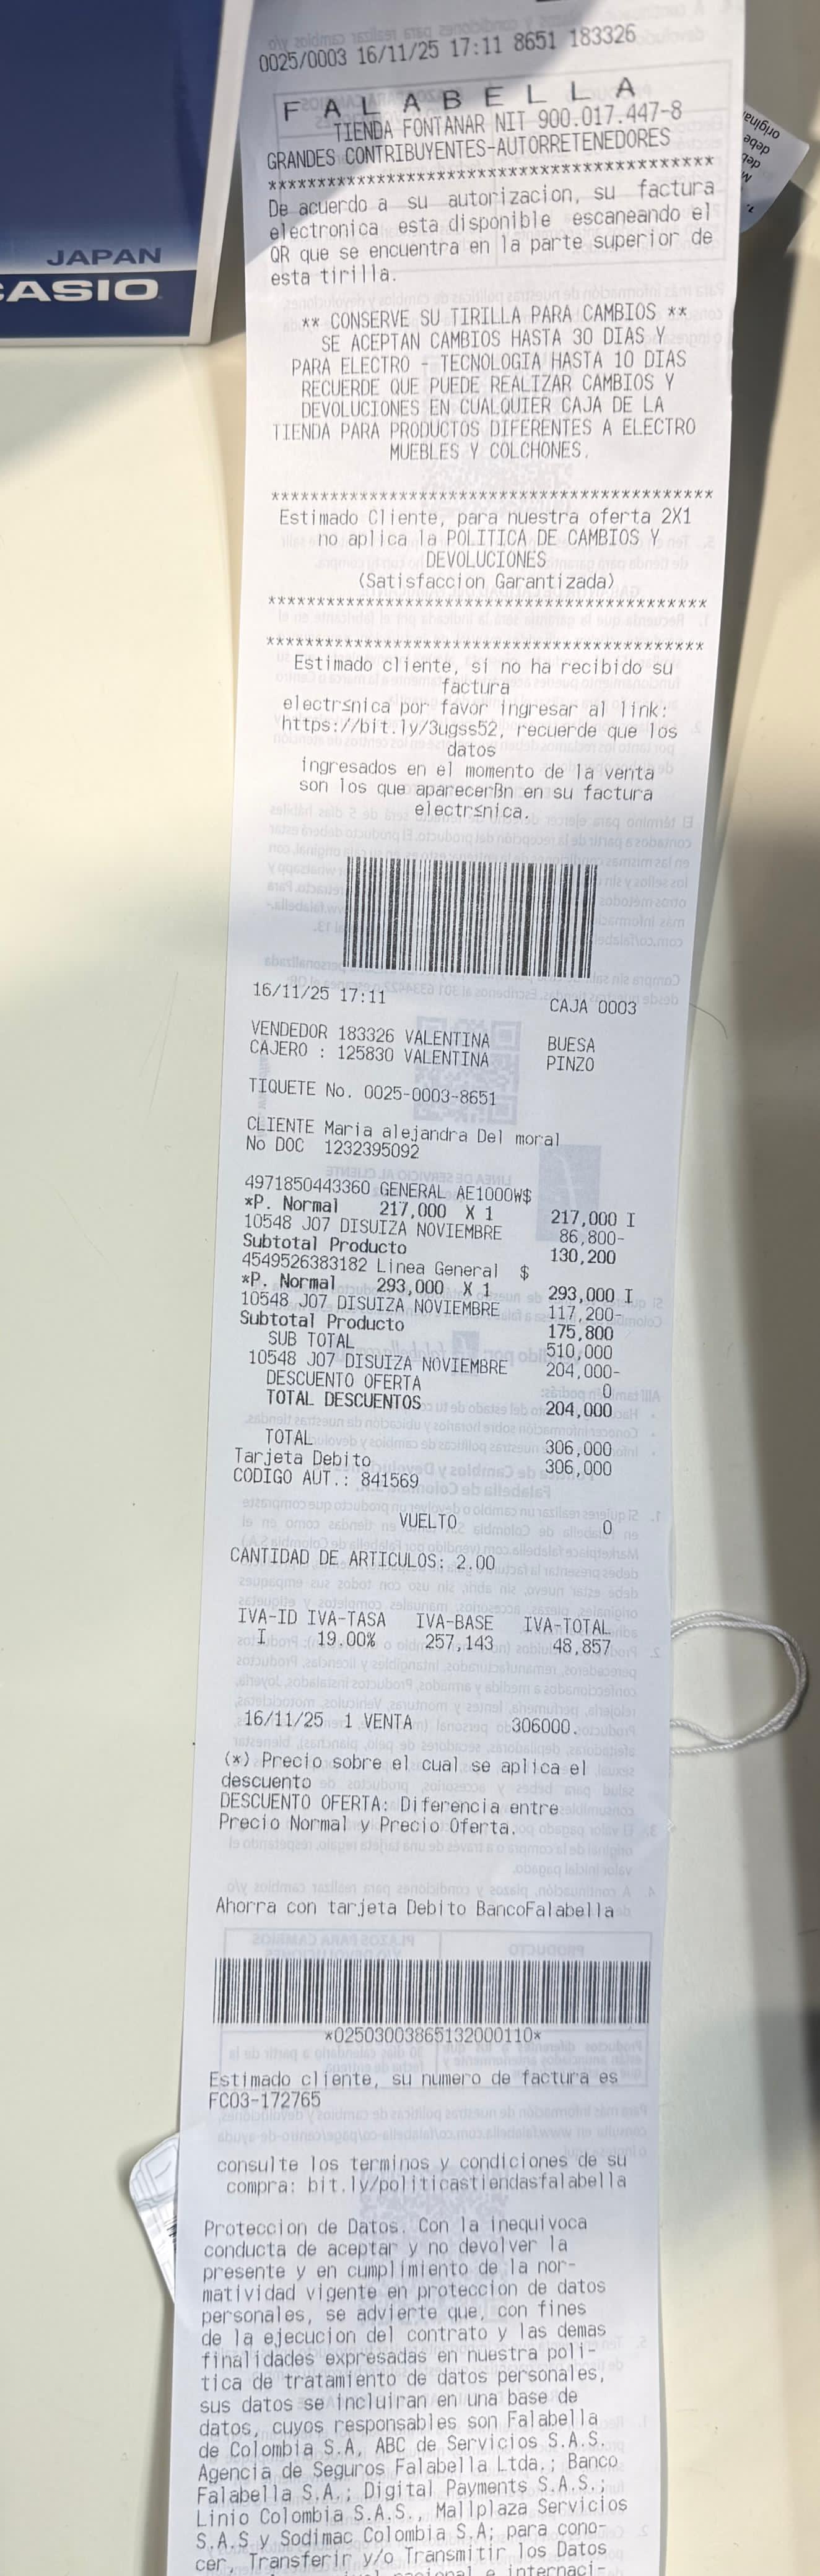 0025/0003 16/11/25 17:11 8651 183326
FALABELLA
TIENDA FONTANAR NIT 900.017.447-8
GRANDES CONTRIBUYENTES-AUTORRETENEDORES
*****************************************
De acuerdo a su autorizacion, su factura
electronica esta disponible escaneando el
QR que se encuentra en la parte superior de
esta tirilla.
JAPAN
CASIO
** CONSERVE SU TIRILLA PARA CAMBIOS **
SE ACEPTAN CAMBIOS HASTA 30 DIAS Y
PARA ELECTRO - TECNOLOGIA HASTA 10 DIAS
RECUERDE QUE PUEDE REALIZAR CAMBIOS Y
DEVOLUCIONES EN CUALQUIER CAJA DE LA
TIENDA PARA PRODUCTOS DIFERENTES A ELECTRO
MUEBLES Y COLCHONES.
*****************************************
Estimado Cliente, para nuestra oferta 2X1
no aplica la POLITICA DE CAMBIOS Y
DEVOLUCIONES
(Satisfaccion Garantizada)
*****************************************
*****************************************
Estimado cliente, si no ha recibido su
factura
electr≤nica por favor ingresar al link:
https://bit.ly/3ugss52, recuerde que los
datos
ingresados en el momento de la venta
son los que aparecerßn en su factura
electr≤nica.
16/11/25 17:11 CAJA 0003
VENDEDOR 183326 VALENTINA BUESA
CAJERO : 125830 VALENTINA PINZO
TIQUETE No. 0025-0003-8651
CLIENTE Maria alejandra Del moral
No DOC 1232395092
4971850443360 GENERAL AE1000W$
*P. Normal 217,000 X 1 217,000 I
10548 J07 DISUIZA NOVIEMBRE 86,800-
Subtotal Producto 130,200
4549526383182 Linea General $
*P. Normal 293,000 X 1 293,000 I
10548 J07 DISUIZA NOVIEMBRE 117,200-
Subtotal Producto 175,800
SUB TOTAL 510,000
10548 J07 DISUIZA NOVIEMBRE 204,000-
DESCUENTO OFERTA 0
TOTAL DESCUENTOS 204,000
TOTAL 306,000
Tarjeta Debito 306,000
CODIGO AUT.: 841569
VUELTO 0
CANTIDAD DE ARTICULOS: 2.00
IVA-ID IVA-TASA IVA-BASE IVA-TOTAL
I 19.00% 257,143 48,857
16/11/25 1 VENTA 306000.
(*) Precio sobre el cual se aplica el
descuento
DESCUENTO OFERTA: Diferencia entre
Precio Normal y Precio Oferta.
Ahorra con tarjeta Debito BancoFalabella
*02503003865132000110*
Estimado cliente, su numero de factura es
FC03-172765
consulte los terminos y condiciones de su
compra: bit.ly/politicastiendasfalabella
Proteccion de Datos. Con la inequivoca
conducta de aceptar y no devolver la
presente y en cumplimiento de la nor-
matividad vigente en proteccion de datos
personales, se advierte que, con fines
de la ejecucion del contrato y las demas
finalidades expresadas en nuestra poli-
tica de tratamiento de datos personales,
sus datos se incluiran en una base de
datos, cuyos responsables son Falabella
de Colombia S.A, ABC de Servicios S.A.S.
Agencia de Seguros Falabella Ltda.; Banco
Falabella S.A.; Digital Payments S.A.S.;
Linio Colombia S.A.S., Mallplaza Servicios
S.A.S y Sodimac Colombia S.A; para cono-
cer, Transferir y/o Transmitir los Datos